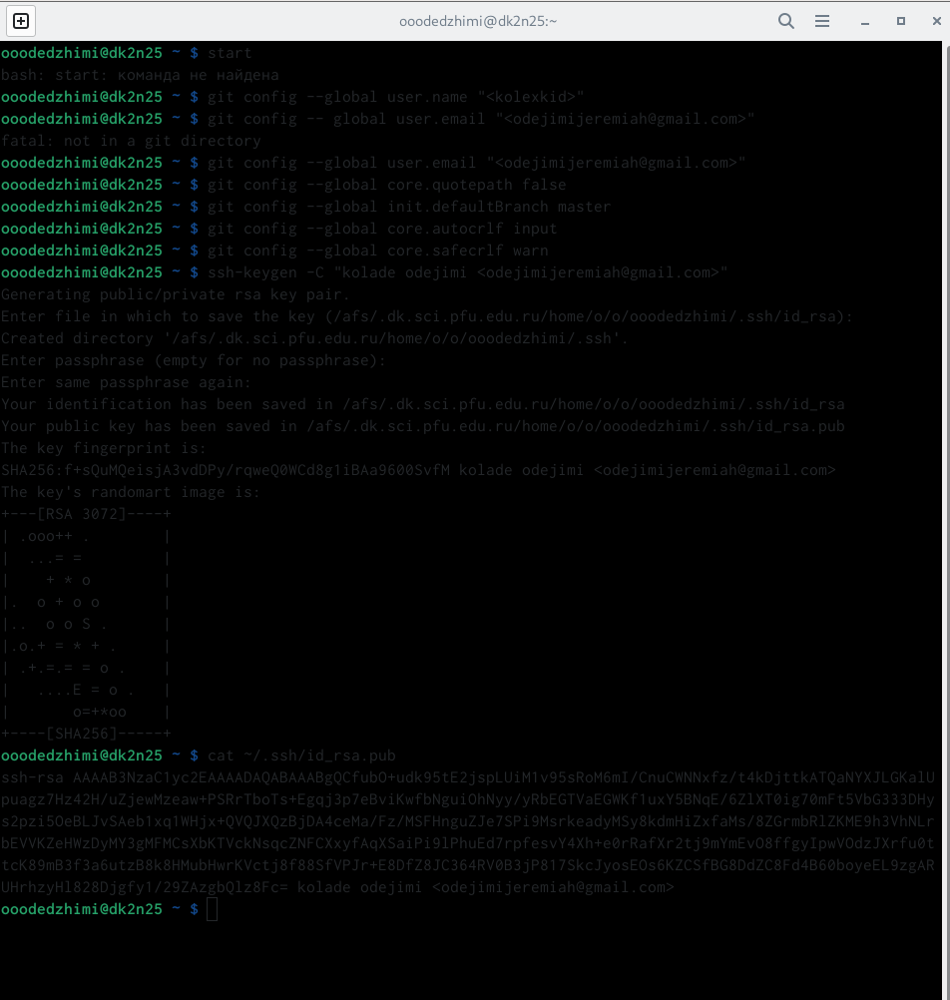 ooodedzhimi@dk2n25:~
ooodedzhimi@dk2n25 ~ $ start
bash: start: команда не найдена
ooodedzhimi@dk2n25 ~ $ git config --global user.name "<kolexkid>"
ooodedzhimi@dk2n25 ~ $ git config -- global user.email "<odejimijeremiah@gmail.com>"
fatal: not in a git directory
ooodedzhimi@dk2n25 ~ $ git config --global user.email "<odejimijeremiah@gmail.com>"
ooodedzhimi@dk2n25 ~ $ git config --global core.quotepath false
ooodedzhimi@dk2n25 ~ $ git config --global init.defaultBranch master
ooodedzhimi@dk2n25 ~ $ git config --global core.autocrlf input
ooodedzhimi@dk2n25 ~ $ git config --global core.safecrlf warn
ooodedzhimi@dk2n25 ~ $ ssh-keygen -C "kolade odejimi <odejimijeremiah@gmail.com>"
Generating public/private rsa key pair.
Enter file in which to save the key (/afs/.dk.sci.pfu.edu.ru/home/o/o/ooodedzhimi/.ssh/id_rsa):
Created directory '/afs/.dk.sci.pfu.edu.ru/home/o/o/ooodedzhimi/.ssh'.
Enter passphrase (empty for no passphrase):
Enter same passphrase again:
Your identification has been saved in /afs/.dk.sci.pfu.edu.ru/home/o/o/ooodedzhimi/.ssh/id_rsa
Your public key has been saved in /afs/.dk.sci.pfu.edu.ru/home/o/o/ooodedzhimi/.ssh/id_rsa.pub
The key fingerprint is:
SHA256:f+sQuMQeisjA3vdDPy/rqweQ0WCd8g1iBAa9600SvfM kolade odejimi <odejimijeremiah@gmail.com>
The key's randomart image is:
+---[RSA 3072]----+
| .ooo++ .        |
|  ...= =         |
|    + * o        |
|.  o + o o       |
|..  o o S .      |
|.o.+ = * + .     |
| .+.=.= = o .    |
|   ....E = o .   |
|       o=+*oo    |
+----[SHA256]-----+
ooodedzhimi@dk2n25 ~ $ cat ~/.ssh/id_rsa.pub
ssh-rsa AAAAB3NzaC1yc2EAAAADAQABAAABgQCfubO+udk95tE2jspLUiM1v95sRoM6mI/CnuCWNNxfz/t4kDjttkATQaNYXJLGKalU
puagz7Hz42H/uZjewMzeaw+PSRrTboTs+Egqj3p7eBviKwfbNguiOhNyy/yRbEGTVaEGWKf1uxY5BNqE/6ZlXT0ig70mFt5VbG333DHy
s2pzi5OeBLJvSAeb1xq1WHjx+QVQJXQzBjDA4ceMa/Fz/MSFHnguZJe7SPi9MsrkeadyMSy8kdmHiZxfaMs/8ZGrmbRlZKME9h3VhNLr
bEVVKZeHWzDyMY3gMFMCsXbKTVckNsqcZNFCXxyfAqXSaiPi9lPhuEd7rpfesvY4Xh+e0rRafXr2tj9mYmEvO8ffgyIpwVOdzJXrfu0t
tcK89mB3f3a6utzB8k8HMubHwrKVctj8f88SfVPJr+E8DfZ8JC364RV0B3jP817SkcJyosEOs6KZCSfBG8DdZC8Fd4B60boyeEL9zgAR
UHrhzyHl828Djgfy1/29ZAzgbQlz8Fc= kolade odejimi <odejimijeremiah@gmail.com>
ooodedzhimi@dk2n25 ~ $